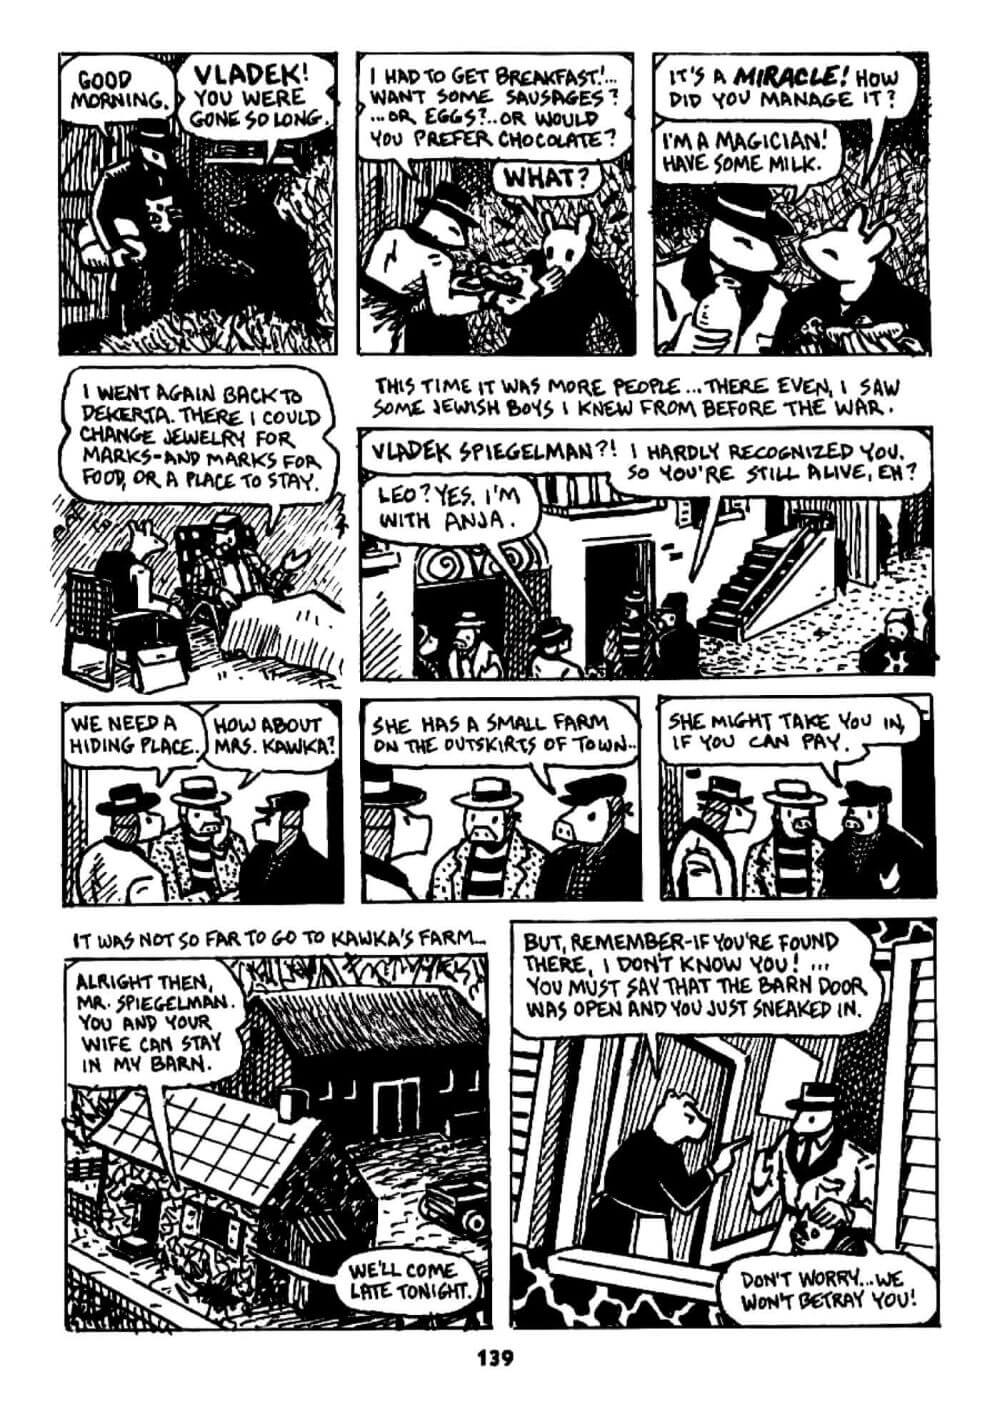 GOOD
MORNING.
VLADEK!
YOU WERE
GONE SO LONG.
I HAD TO GET BREAKFAST!...
WANT SOME SAUSAGES?
...OR EGGS?..OR WOULD
YOU PREFER CHOCOLATE?
WHAT?
IT'S A MIRACLE! HOW
DID YOU MANAGE IT?
I'M A MAGICIAN!
HAVE SOME MILK.
I WENT AGAIN BACK TO
DEKERTA. THERE I COULD
CHANGE JEWELRY FOR
MARKS-AND MARKS FOR
FOOD, OR A PLACE TO STAY.
THIS TIME IT WAS MORE PEOPLE...THERE EVEN, I SAW
SOME JEWISH BOYS I KNEW FROM BEFORE THE WAR.
VLADEK SPIEGELMAN?!
I HARDLY RECOGNIZED YOU.
SO YOU'RE STILL ALIVE, EH?
LEO? YES. I'M
WITH ANJA.
WE NEED A
HIDING PLACE.
HOW ABOUT
MRS. KAWKA?
SHE HAS A SMALL FARM
ON THE OUTSKIRTS OF TOWN..
SHE MIGHT TAKE YOU IN,
IF YOU CAN PAY.
IT WAS NOT SO FAR TO GO TO KAWKA'S FARM...
ALRIGHT THEN,
MR. SPIEGELMAN.
YOU AND YOUR
WIFE CAN STAY
IN MY BARN.
WE'LL COME
LATE TONIGHT.
BUT, REMEMBER-IF YOU'RE FOUND
THERE, I DON'T KNOW YOU! ...
YOU MUST SAY THAT THE BARN DOOR
WAS OPEN AND YOU JUST SNEAKED IN.
DON'T WORRY...WE
WON'T BETRAY YOU!
139